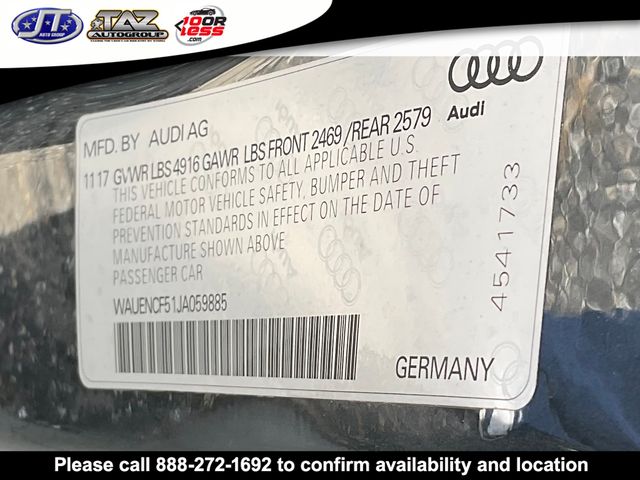 JT
AUTO GROUP
TAZ
AUTOGROUP
10OR
LESS
.com
Audi
MFD. BY AUDI AG
11 17 GVWR LBS 4916 GAWR LBS FRONT 2469 / REAR 2579
THIS VEHICLE CONFORMS TO ALL APPLICABLE U.S.
FEDERAL MOTOR VEHICLE SAFETY, BUMPER AND THEFT
PREVENTION STANDARDS IN EFFECT ON THE DATE OF
MANUFACTURE SHOWN ABOVE
PASSENGER CAR
WAUENCF51JA059885
4541733
GERMANY
Please call 888-272-1692 to confirm availability and location